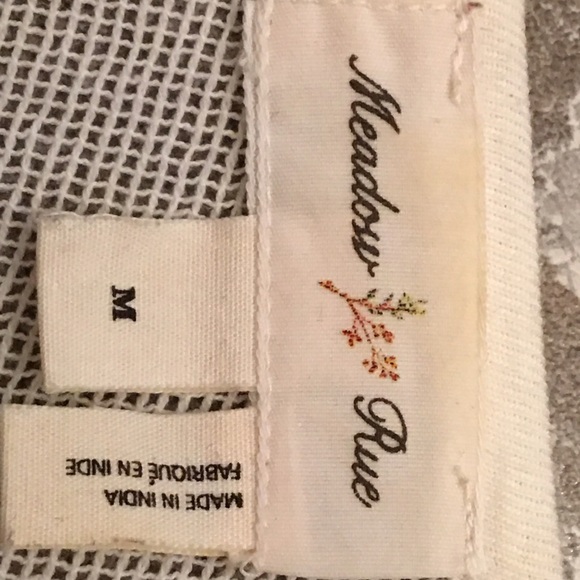 Meadow Rue
M
MADE IN INDIA
FABRIQUÉ EN INDE